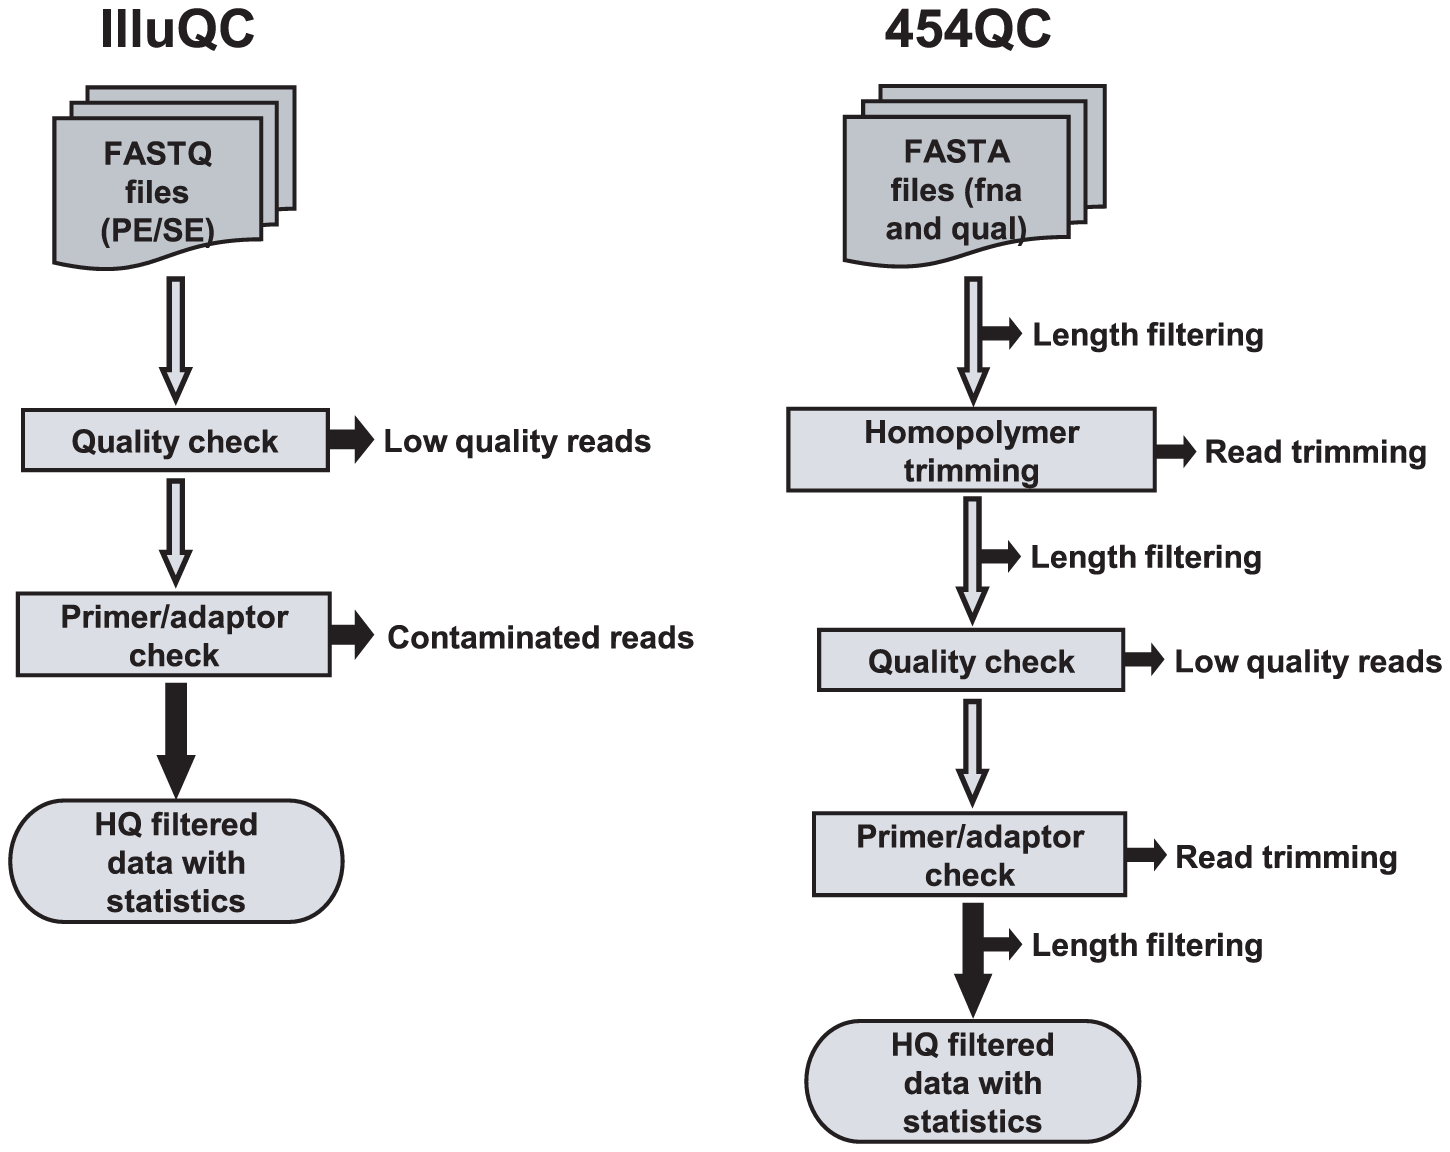 IlluQC
FASTQ
files
(PE/SE)
Quality check
Low quality reads
Primer/adaptor
check
Contaminated reads
HQ filtered
data with
statistics
454QC
FASTA
files (fna
and qual)
Length filtering
Homopolymer
trimming
Read trimming
Length filtering
Quality check
Low quality reads
Primer/adaptor
check
Read trimming
Length filtering
HQ filtered
data with
statistics